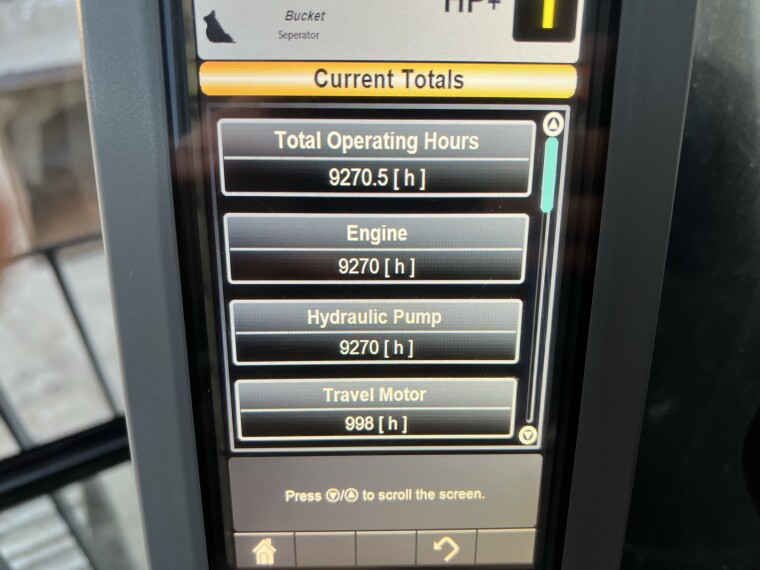 HP+
Bucket
Seperator
Current Totals
Total Operating Hours
9270.5 [ h ]
Engine
9270 [ h ]
Hydraulic Pump
9270 [ h ]
Travel Motor
998 [ h ]
Press ▽/△ to scroll the screen.